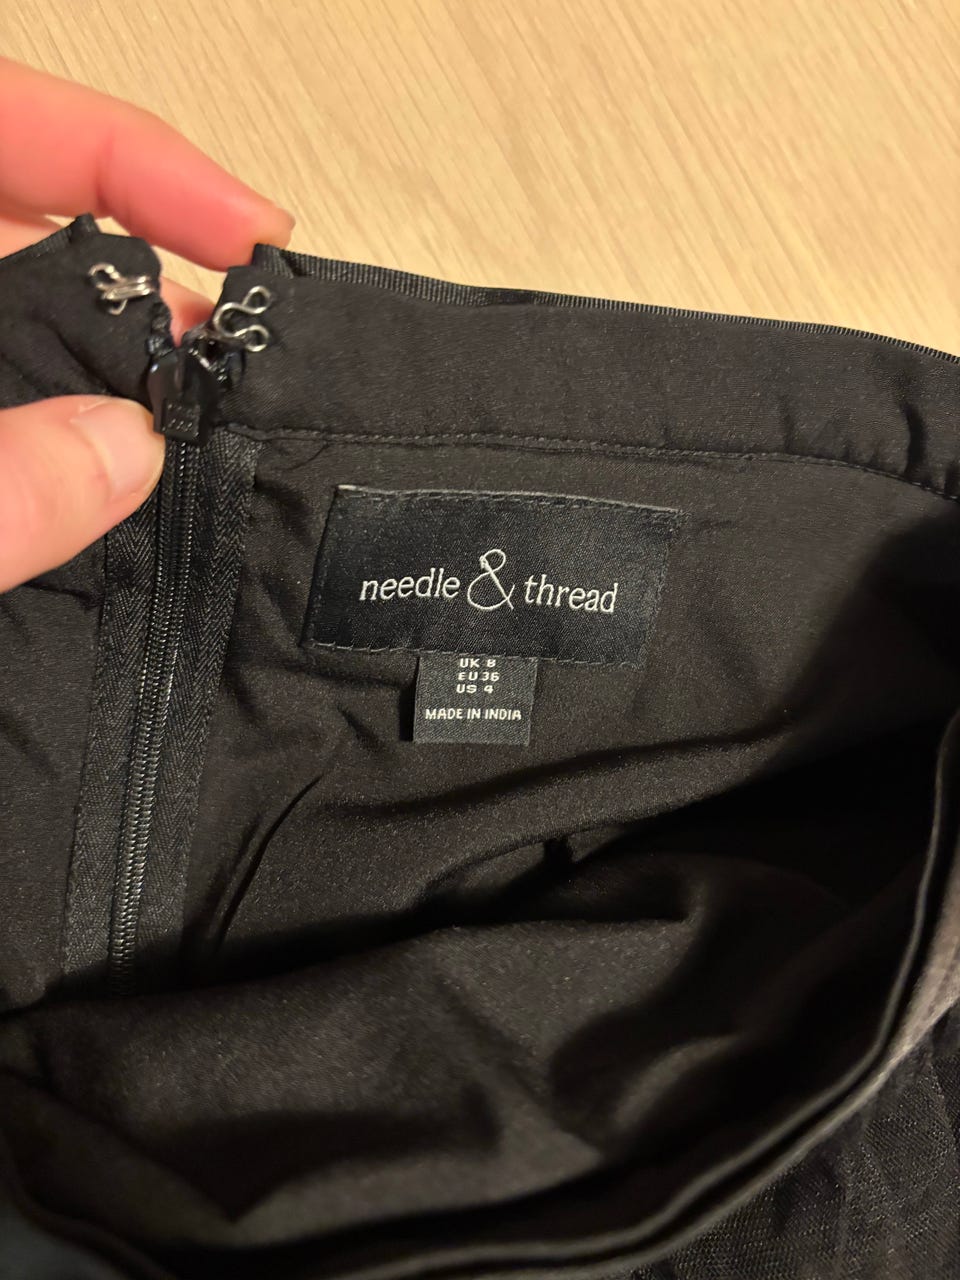 needle & thread
UK 8
EU 36
US 4
MADE IN INDIA